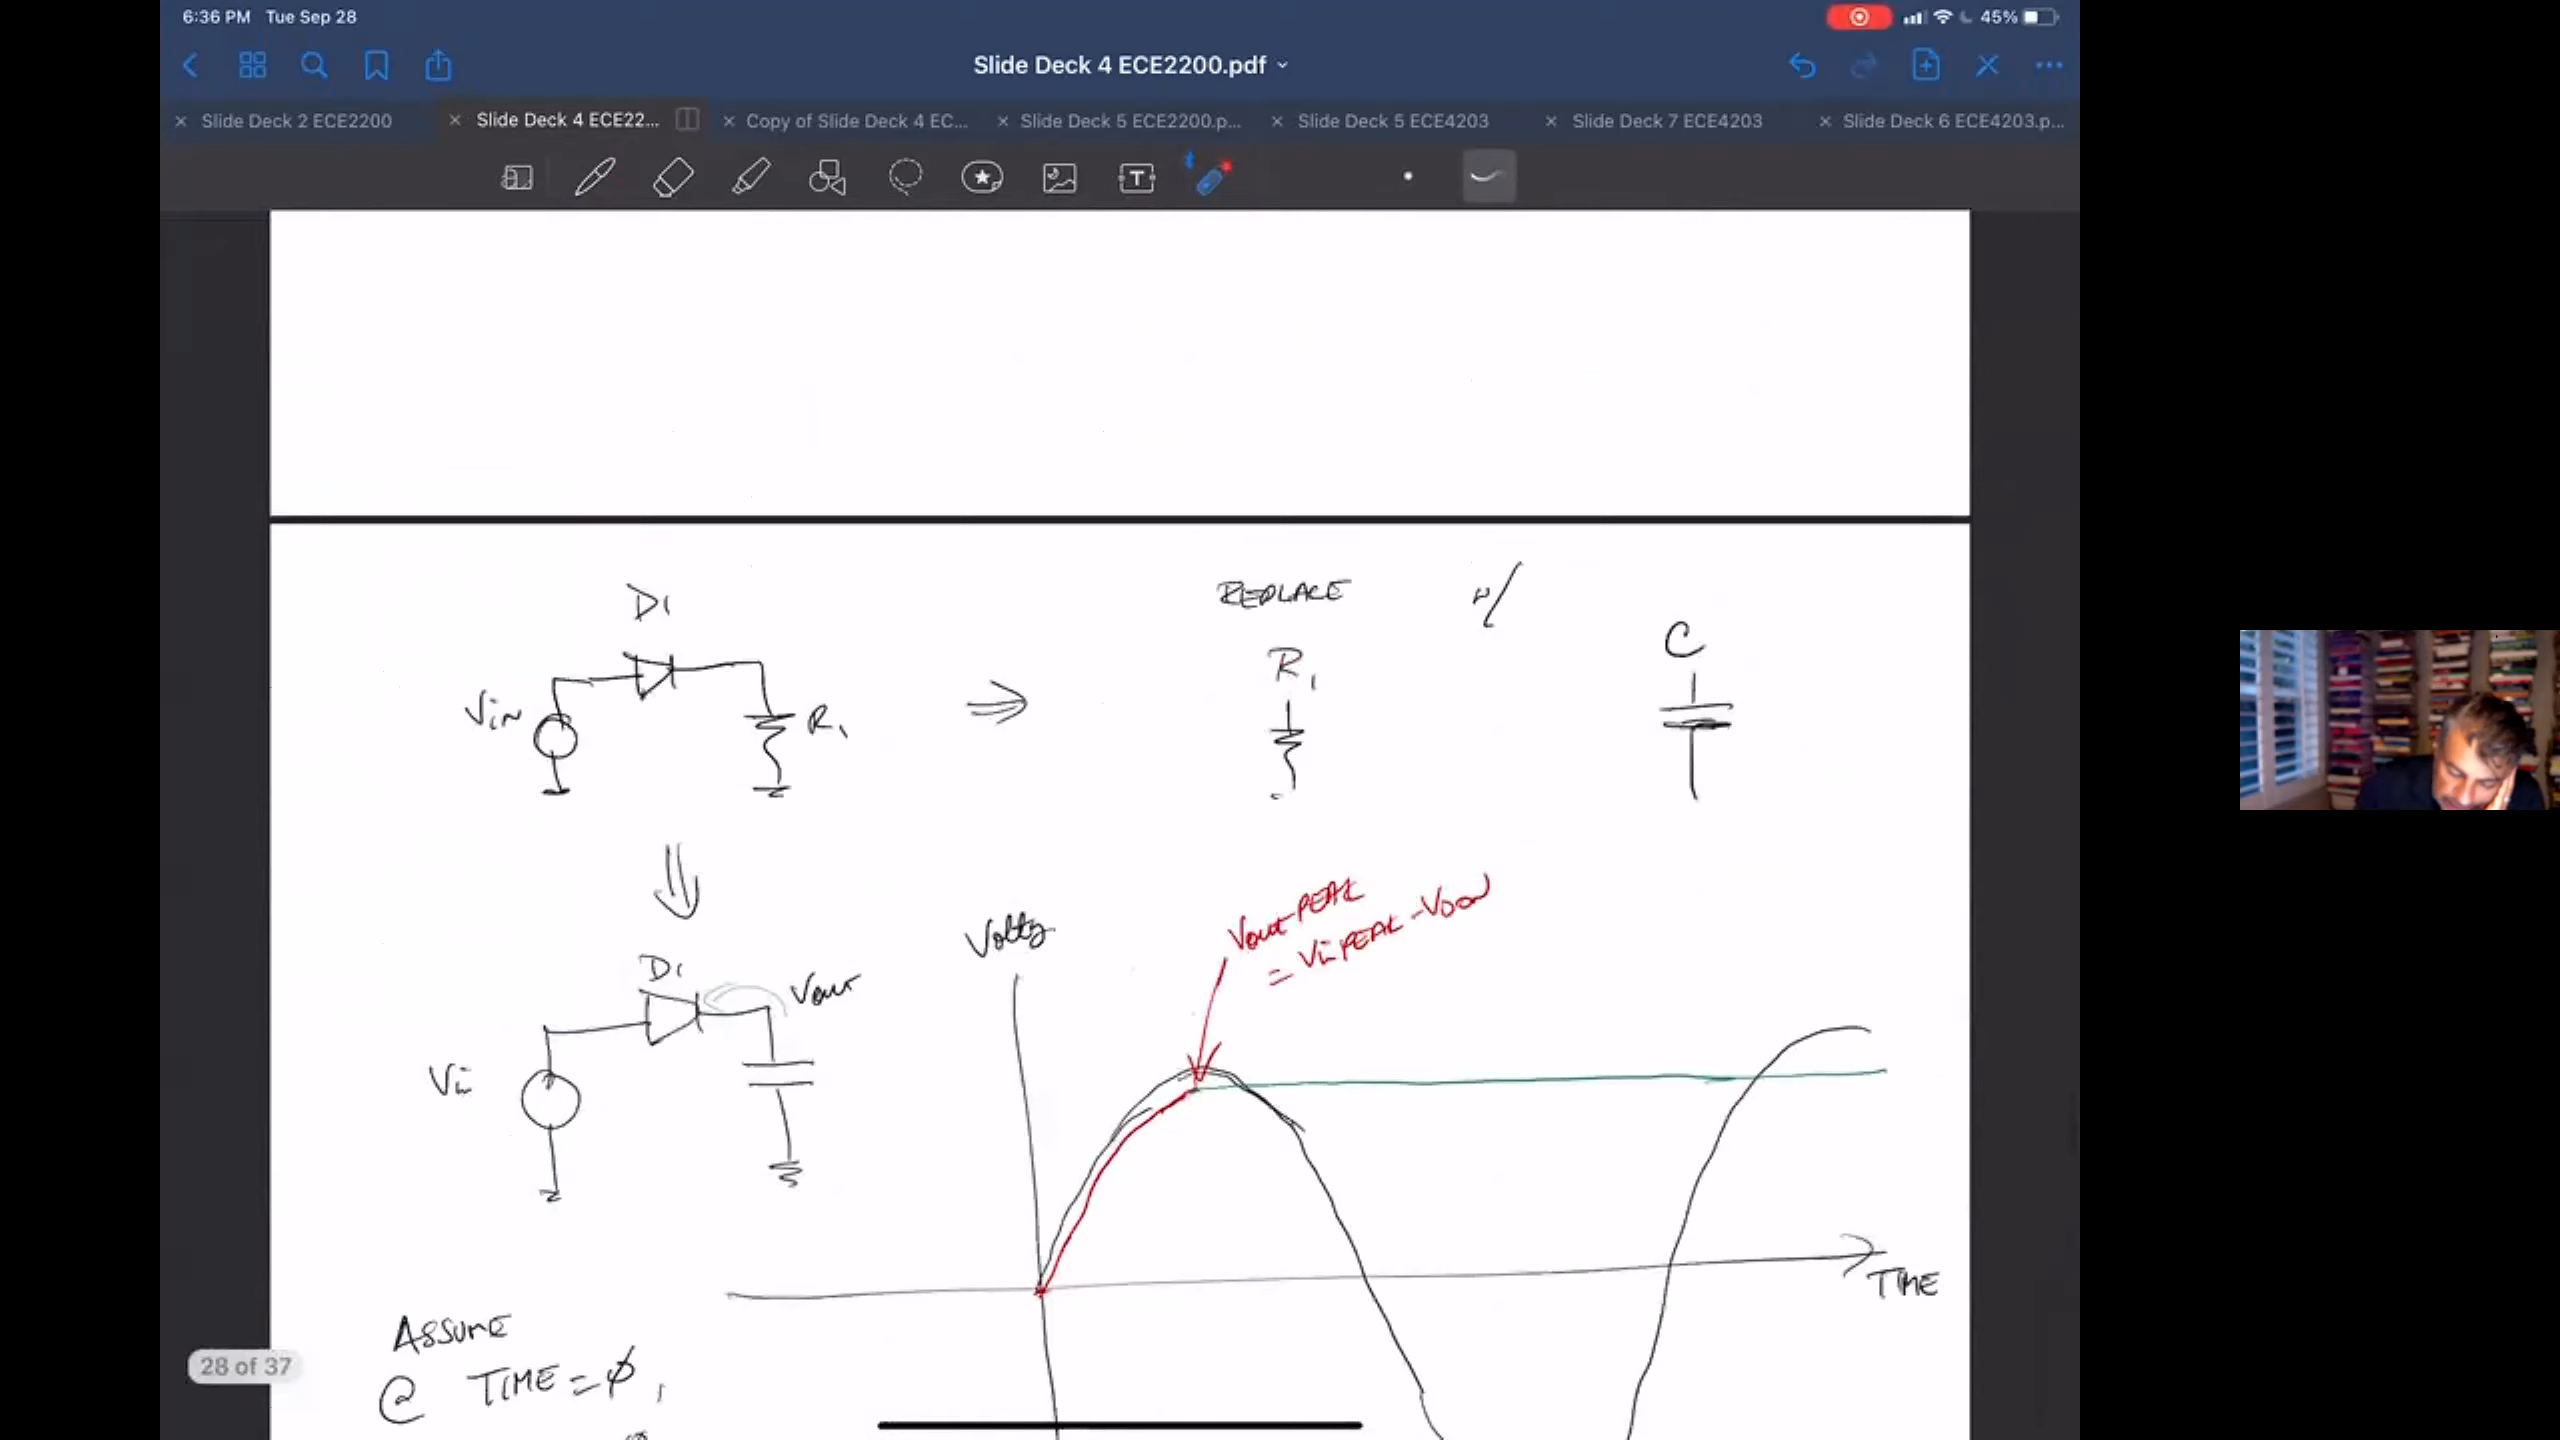 6:36 PM Tue Sep 28
45%
Slide Deck 4 ECE2200.pdf
Slide Deck 2 ECE2200
Slide Deck 4 ECE22...
Copy of Slide Deck 4 EC...
Slide Deck 5 ECE2200.p...
Slide Deck 5 ECE4203
Slide Deck 7 ECE4203
Slide Deck 6 ECE4203.p...
T
D1
REPLACE w/
Vin
R1
R1
C
Vout-PEAK
= Vi PEAK - VDON
Volts
D1
Vout
Vi
TIME
ASSUME
@ TIME = ϕ,
28 of 37